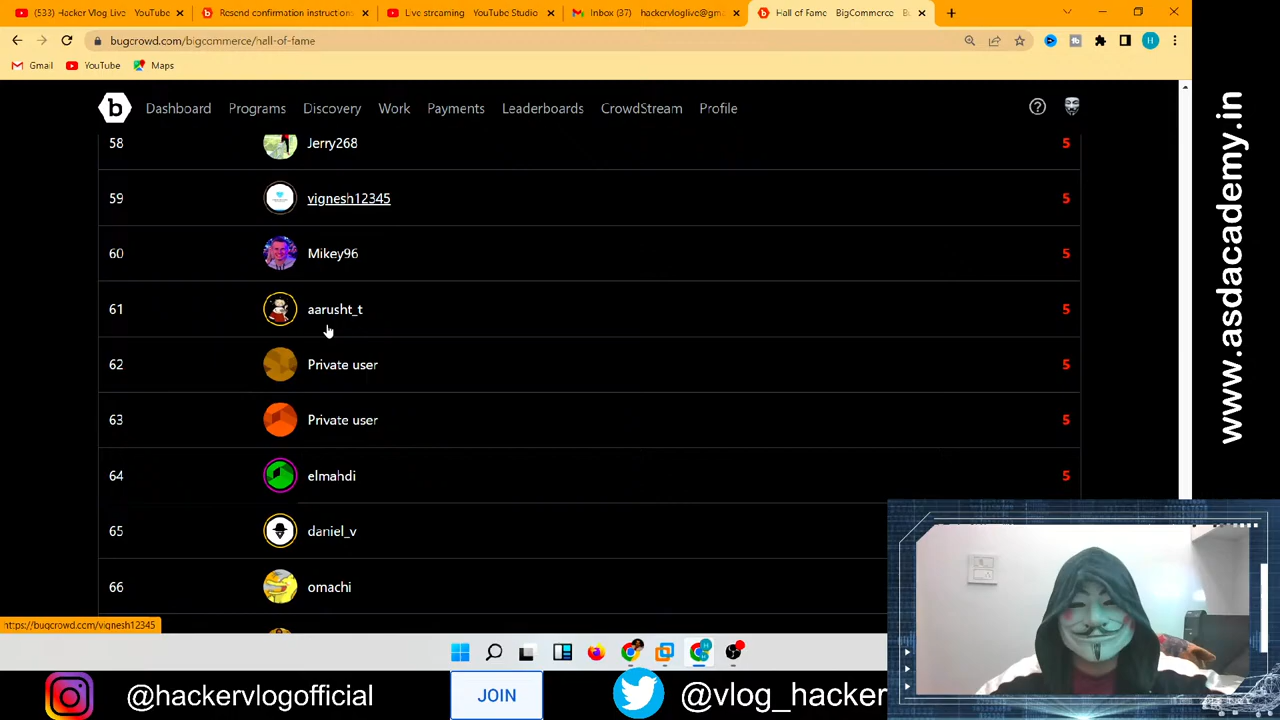 (533) Hacker Vlog Live - YouTube
Resend confirmation instruction
Live streaming - YouTube Studio
Inbox (37) - hackervloglive@gm
Hall of Fame - BigCommerce - Bu
bugcrowd.com/bigcommerce/hall-of-fame
H
Gmail
YouTube
Maps
b
Dashboard
Programs
Discovery
Work
Payments
Leaderboards
CrowdStream
Profile
58 Jerry268 5
59 vignesh12345 5
60 Mikey96 5
61 aarusht_t 5
62 Private user 5
63 Private user 5
64 elmahdi 5
65 daniel_v
66 omachi
https://bugcrowd.com/vignesh12345
@hackervlogofficial
JOIN
@vlog_hacker
www.asdacademy.in